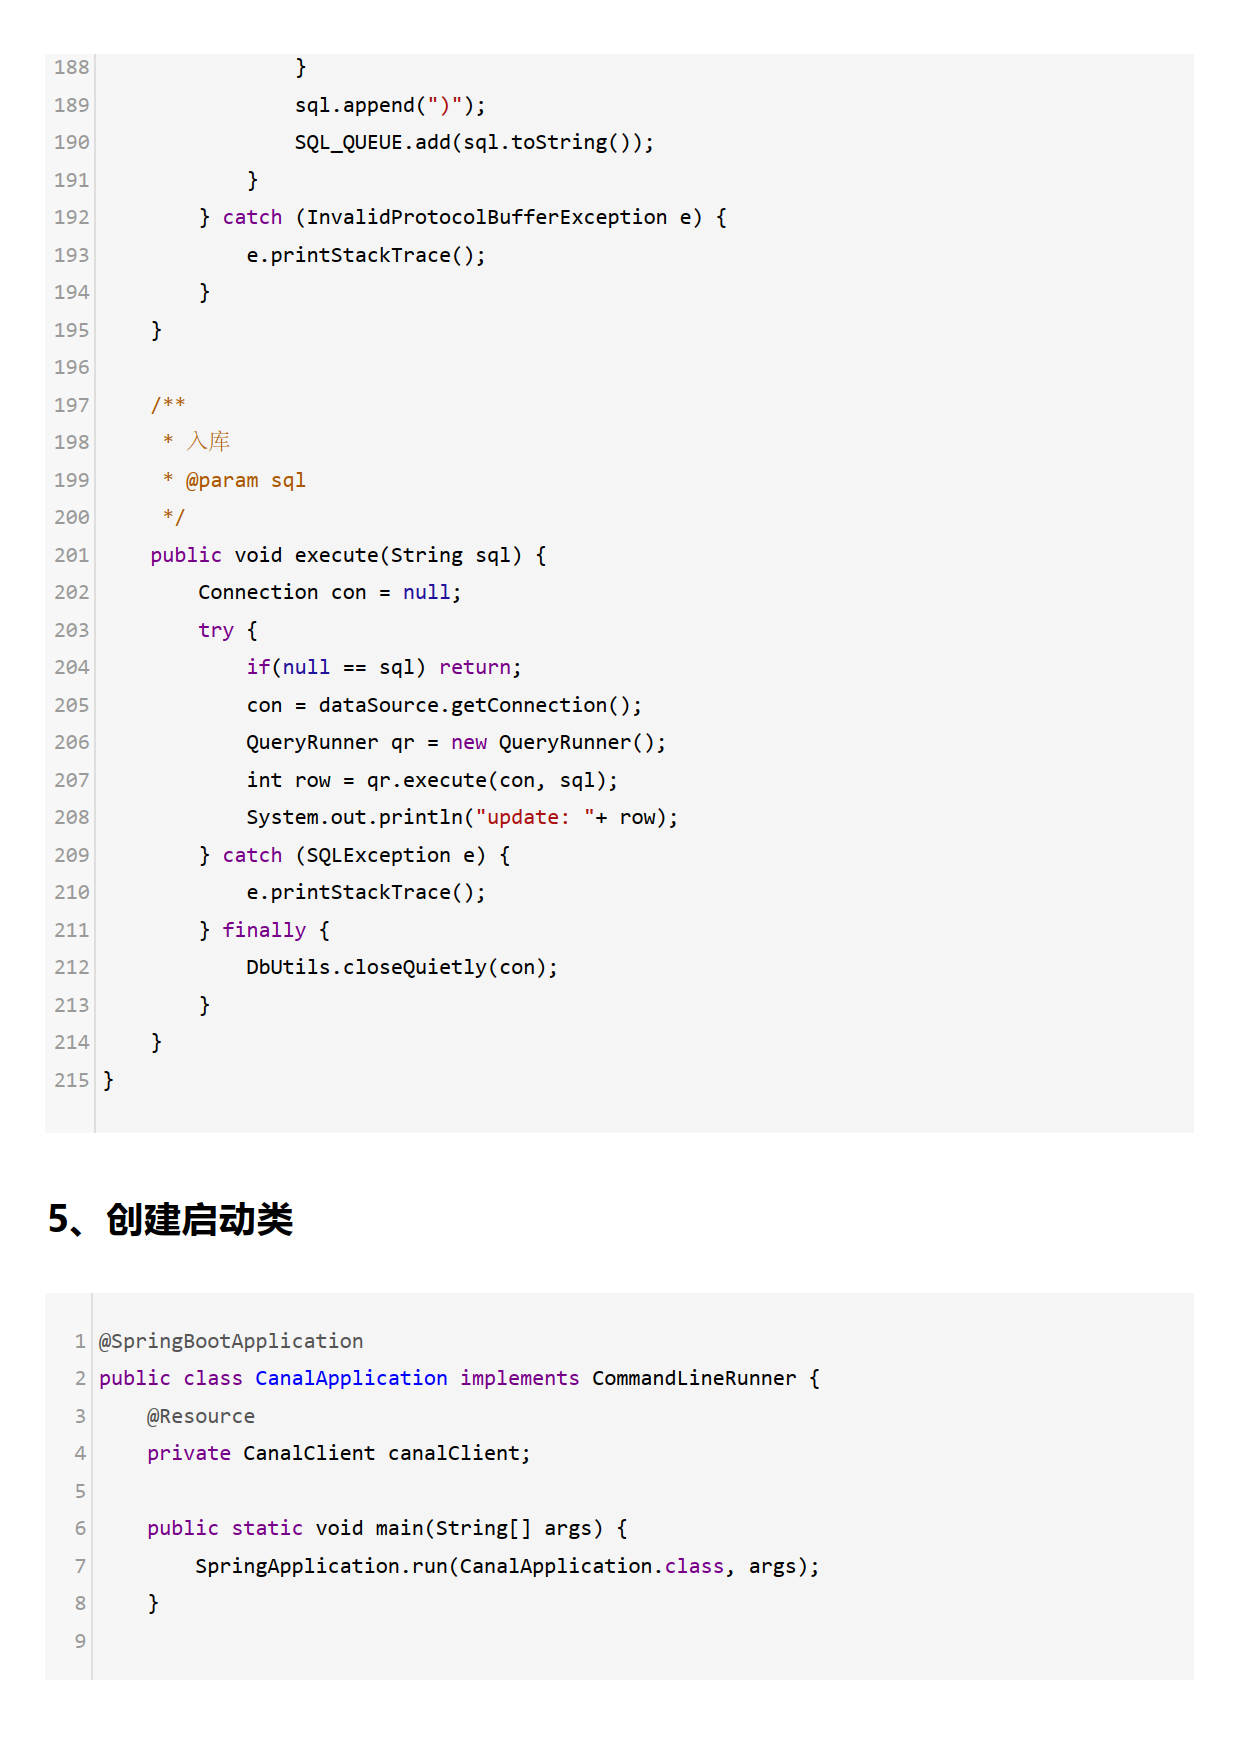 188                 }
189                 sql.append(")");
190                 SQL_QUEUE.add(sql.toString());
191             }
192         } catch (InvalidProtocolBufferException e) {
193             e.printStackTrace();
194         }
195     }
196
197     /**
198      * 入库
199      * @param sql
200      */
201     public void execute(String sql) {
202         Connection con = null;
203         try {
204             if(null == sql) return;
205             con = dataSource.getConnection();
206             QueryRunner qr = new QueryRunner();
207             int row = qr.execute(con, sql);
208             System.out.println("update: "+ row);
209         } catch (SQLException e) {
210             e.printStackTrace();
211         } finally {
212             DbUtils.closeQuietly(con);
213         }
214     }
215 }
5、创建启动类
1 @SpringBootApplication
2 public class CanalApplication implements CommandLineRunner {
3     @Resource
4     private CanalClient canalClient;
5
6     public static void main(String[] args) {
7         SpringApplication.run(CanalApplication.class, args);
8     }
9